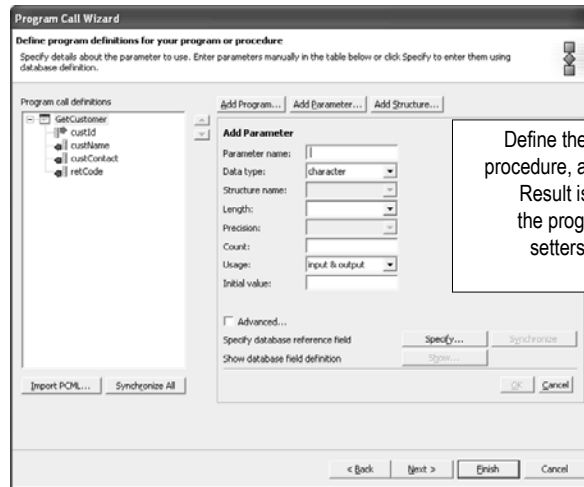 Program Call Wizard
Define program definitions for your program or procedure
Specify details about the parameter to use. Enter parameters manually in the table below or click Specify to enter them using
database definition.
Program call definitions
GetCustomer
custId
custName
custContact
retCode
Import PCML...
Synchronize All
Add Program...
Add Parameter...
Add Structure...
Add Parameter
Parameter name:
Data type: character
Structure name:
Length:
Precision:
Count:
Usage: input & output
Initial value:
Advanced...
Specify database reference field Specify... Synchronize
Show database field definition Show...
OK Cancel
Define the
procedure, a
Result is
the prog
setters
< Back Next > Finish Cancel